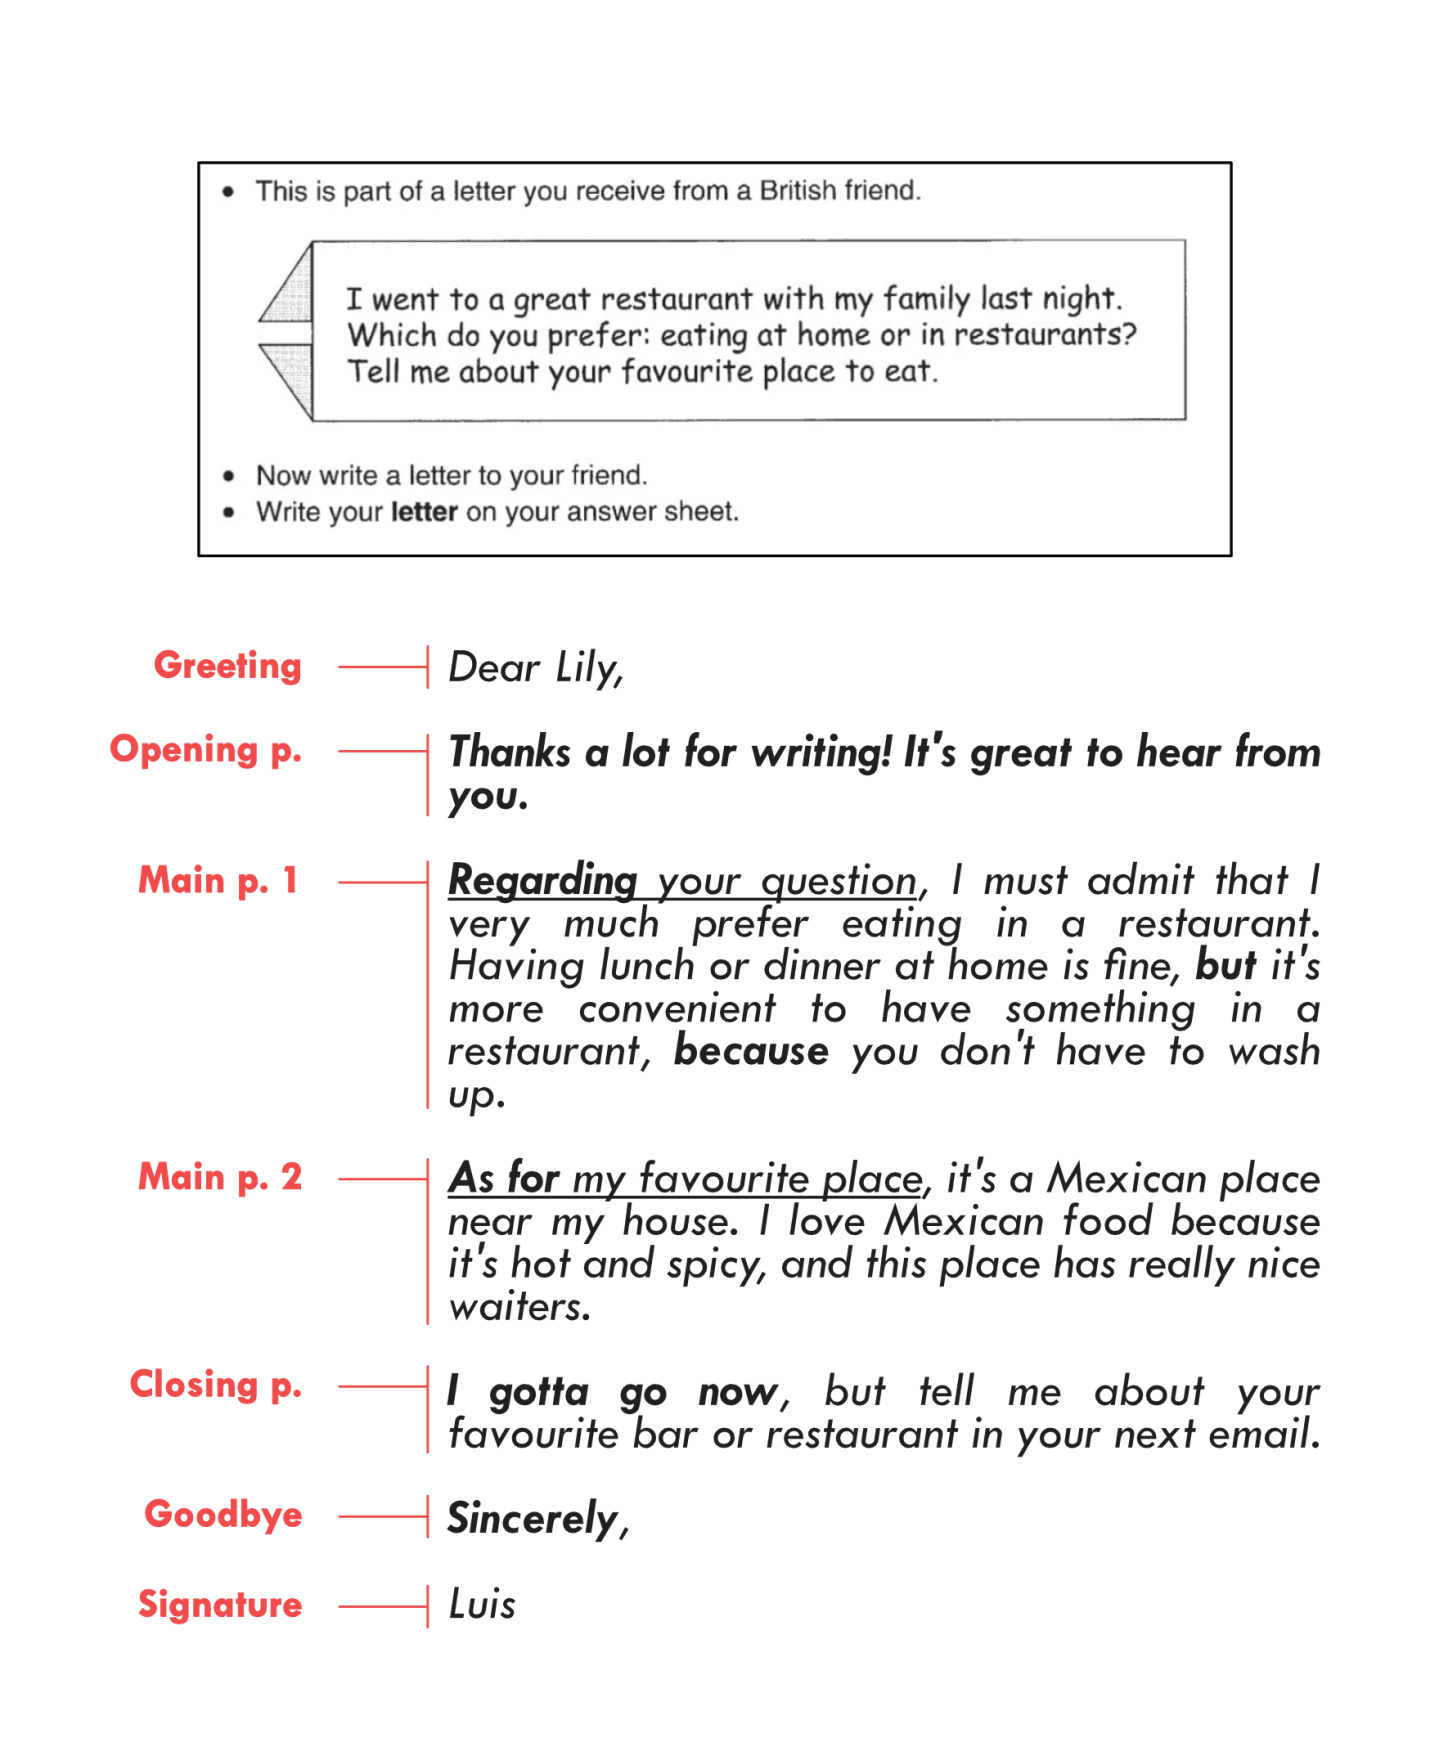 • This is part of a letter you receive from a British friend.
I went to a great restaurant with my family last night.
Which do you prefer: eating at home or in restaurants?
Tell me about your favourite place to eat.
• Now write a letter to your friend.
• Write your letter on your answer sheet.
Greeting
Dear Lily,
Opening p.
Thanks a lot for writing! It's great to hear from
you.
Main p. 1
Regarding your question, I must admit that I
very much prefer eating in a restaurant.
Having lunch or dinner at home is fine, but it's
more convenient to have something in a
restaurant, because you don't have to wash
up.
Main p. 2
As for my favourite place, it's a Mexican place
near my house. I love Mexican food because
it's hot and spicy, and this place has really nice
waiters.
Closing p.
I gotta go now, but tell me about your
favourite bar or restaurant in your next email.
Goodbye
Sincerely,
Signature
Luis